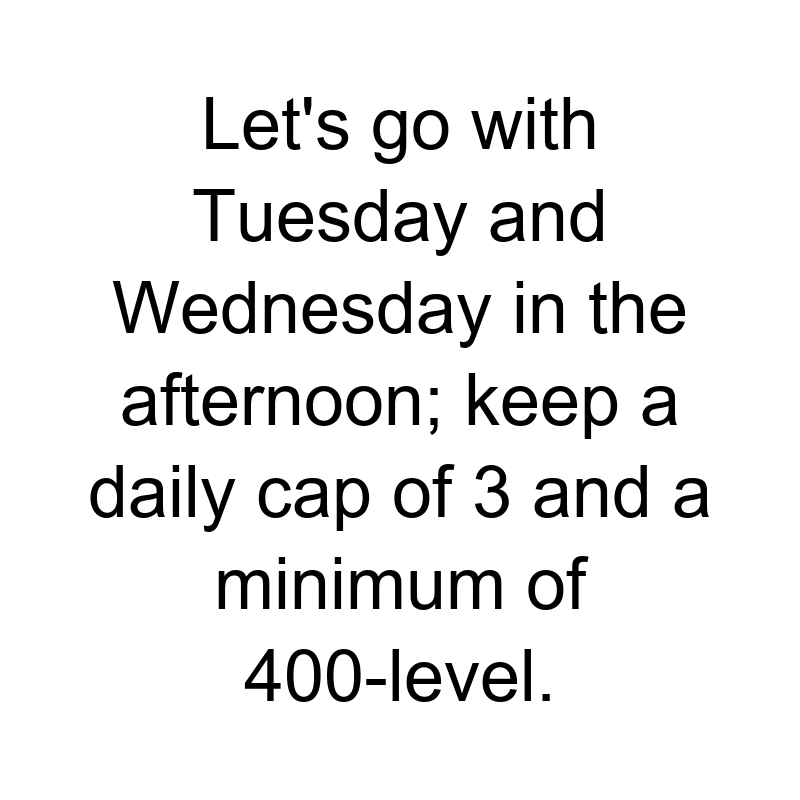 Let's go with
Tuesday and
Wednesday in the
afternoon; keep a
daily cap of 3 and a
minimum of
400-level.